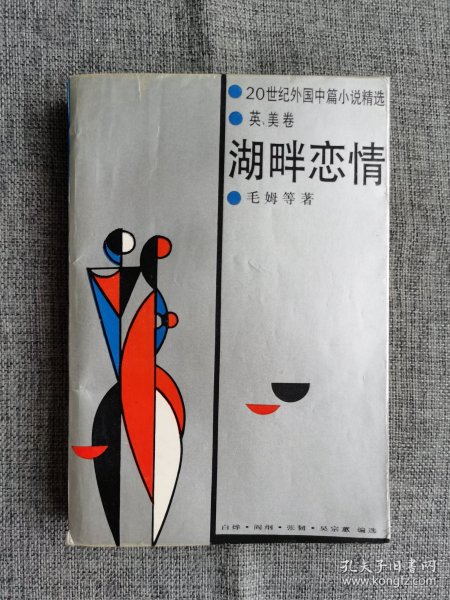 20世纪外国中篇小说精选
英、美卷
湖畔恋情
毛姆等著
白烨·阎纲·张韧·吴宗蕙 编选
孔夫子旧书网
www.kongfz.com